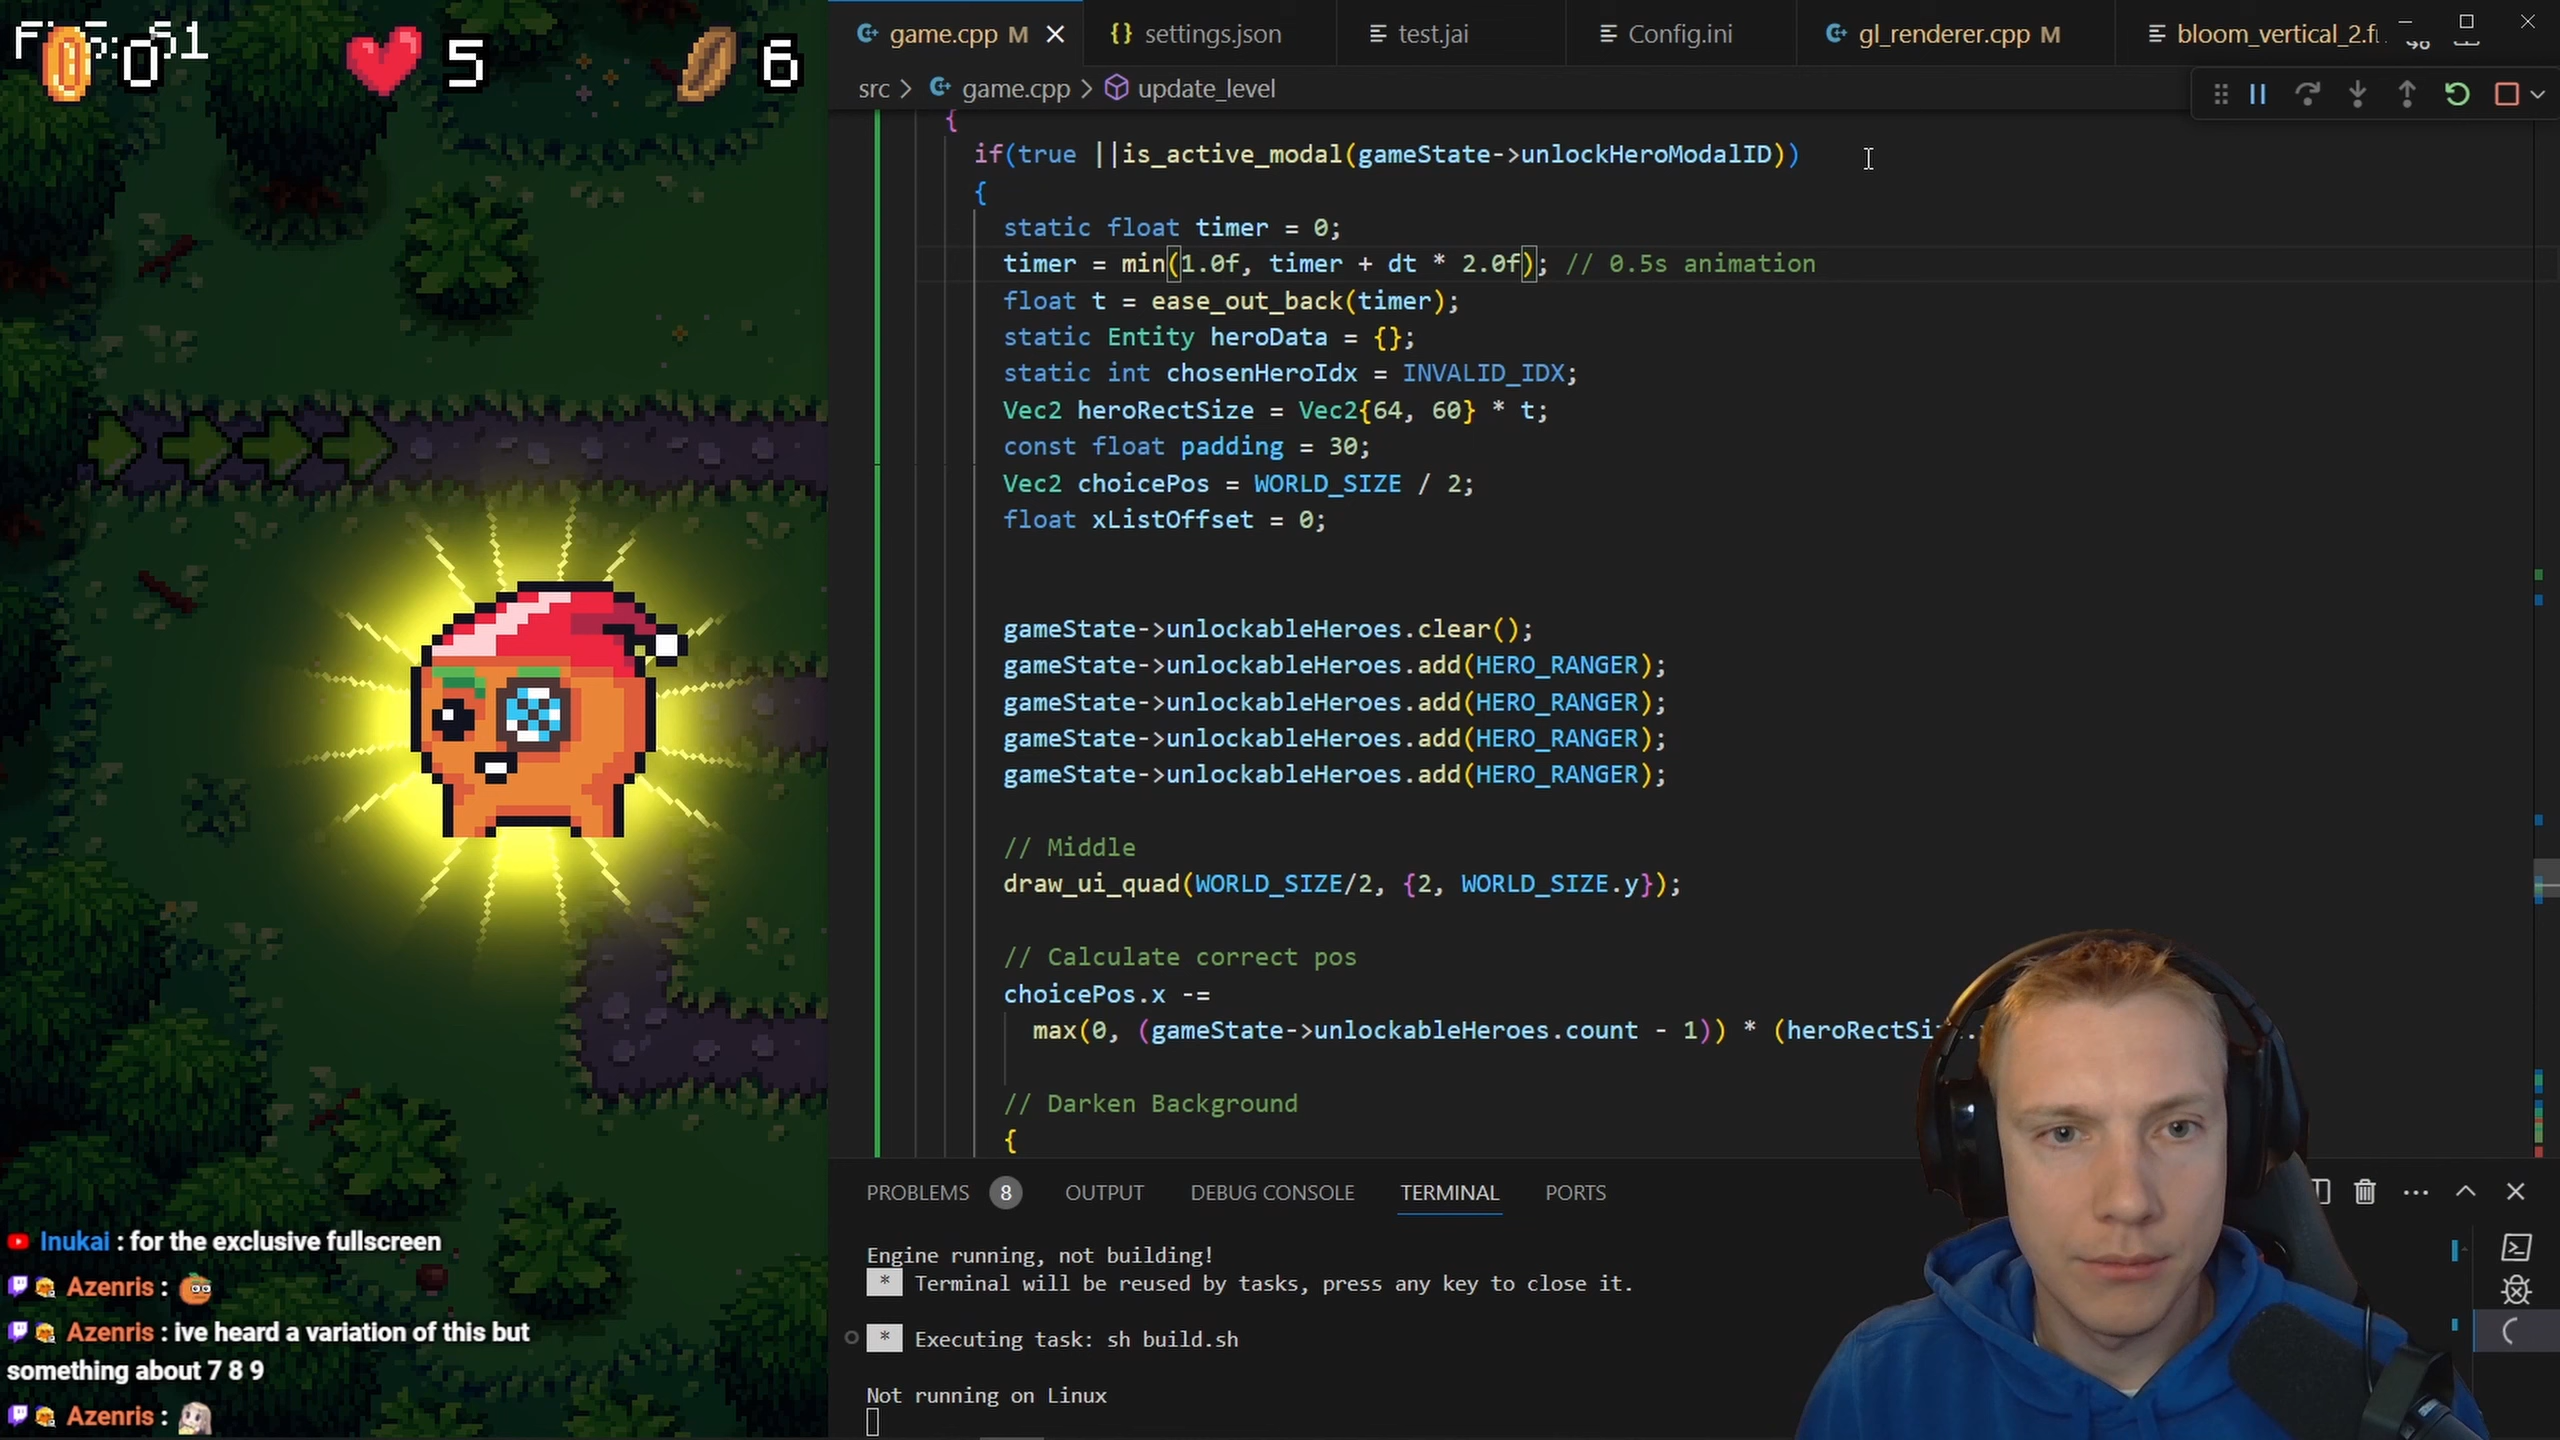 0
5
6
Inukai : for the exclusive fullscreen
Azenris :
Azenris : ive heard a variation of this but
something about 7 8 9
Azenris :
game.cpp M
settings.json
test.jai
Config.ini
gl_renderer.cpp M
bloom_vertical_2.f
src > game.cpp > update_level
{
if(true ||is_active_modal(gameState->unlockHeroModalID))
{
static float timer = 0;
timer = min(1.0f, timer + dt * 2.0f); // 0.5s animation
float t = ease_out_back(timer);
static Entity heroData = {};
static int chosenHeroIdx = INVALID_IDX;
Vec2 heroRectSize = Vec2{64, 60} * t;
const float padding = 30;
Vec2 choicePos = WORLD_SIZE / 2;
float xListOffset = 0;
gameState->unlockableHeroes.clear();
gameState->unlockableHeroes.add(HERO_RANGER);
gameState->unlockableHeroes.add(HERO_RANGER);
gameState->unlockableHeroes.add(HERO_RANGER);
gameState->unlockableHeroes.add(HERO_RANGER);
// Middle
draw_ui_quad(WORLD_SIZE/2, {2, WORLD_SIZE.y});
// Calculate correct pos
choicePos.x -=
max(0, (gameState->unlockableHeroes.count - 1)) * (heroRectSi
// Darken Background
{
PROBLEMS 8
OUTPUT
DEBUG CONSOLE
TERMINAL
PORTS
Engine running, not building!
* Terminal will be reused by tasks, press any key to close it.
* Executing task: sh build.sh
Not running on Linux